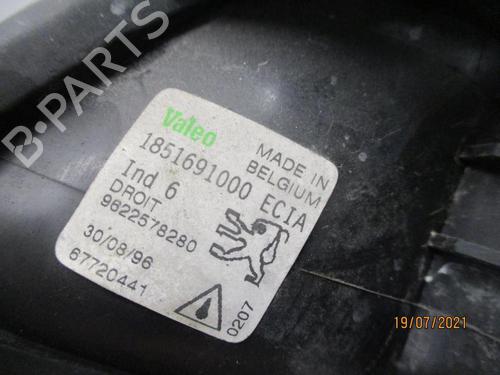 B-PARTS
Valeo
MADE IN
BELGIUM
1851691000 ECIA
Ind 6
DROIT
9622578280
30/08/96
67720441
0207
19/07/2021